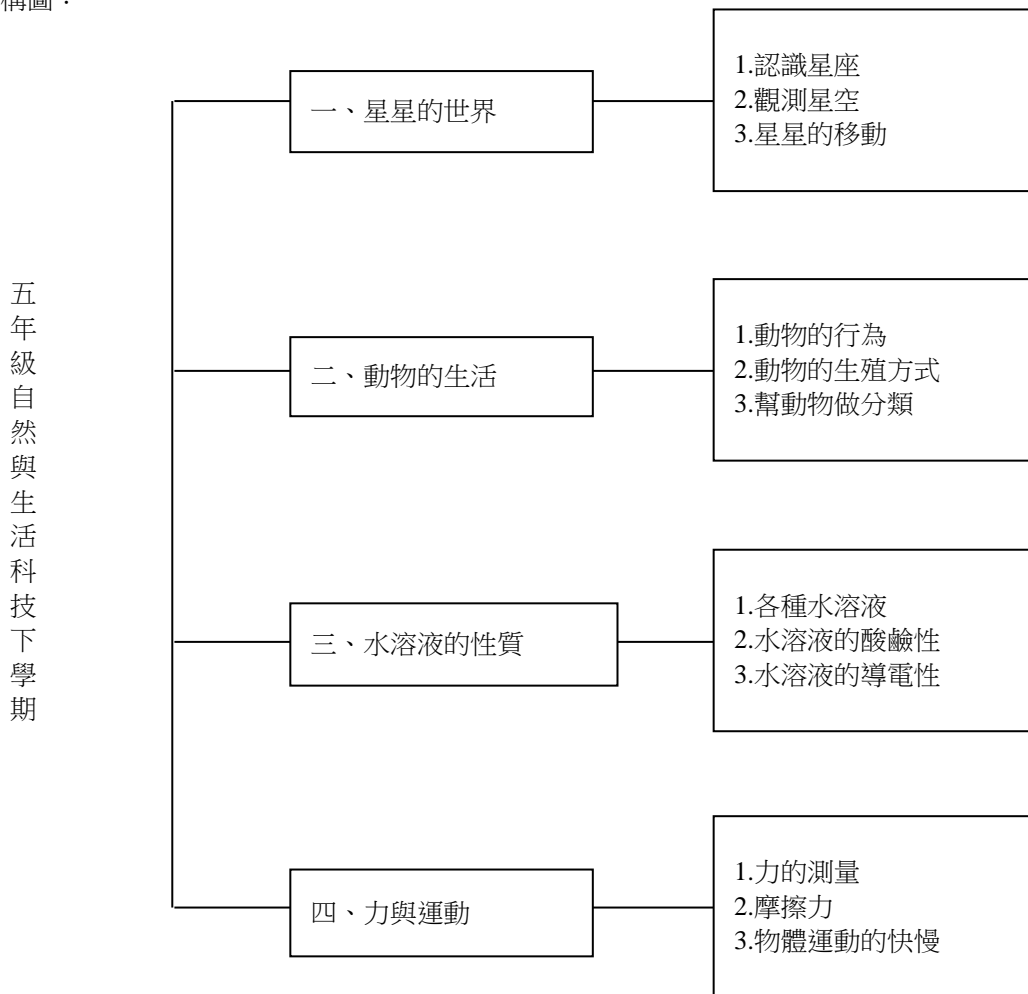 構圖：
五年級自然與生活科技下學期
一、星星的世界
1.認識星座
2.觀測星空
3.星星的移動
二、動物的生活
1.動物的行為
2.動物的生殖方式
3.幫動物做分類
三、水溶液的性質
1.各種水溶液
2.水溶液的酸鹼性
3.水溶液的導電性
四、力與運動
1.力的測量
2.摩擦力
3.物體運動的快慢